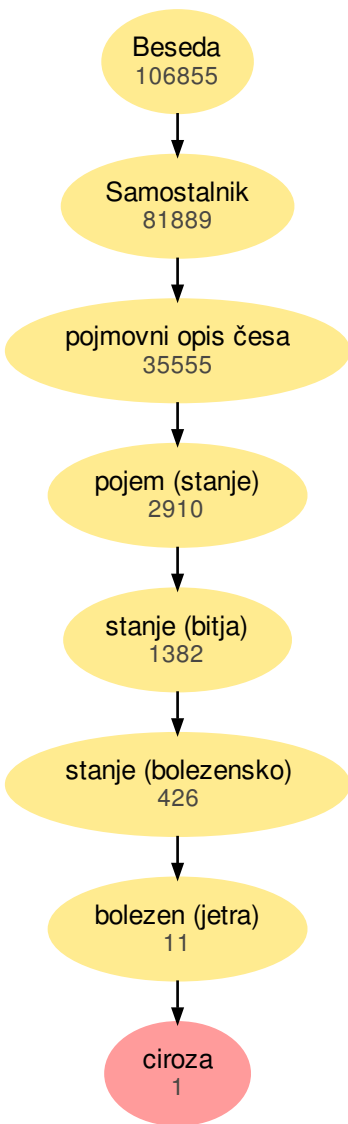 Beseda
106855
Samostalnik
81889
pojmovni opis česa
35555
pojem (stanje)
2910
stanje (bitja)
1382
stanje (bolezensko)
426
bolezen (jetra)
11
ciroza
1